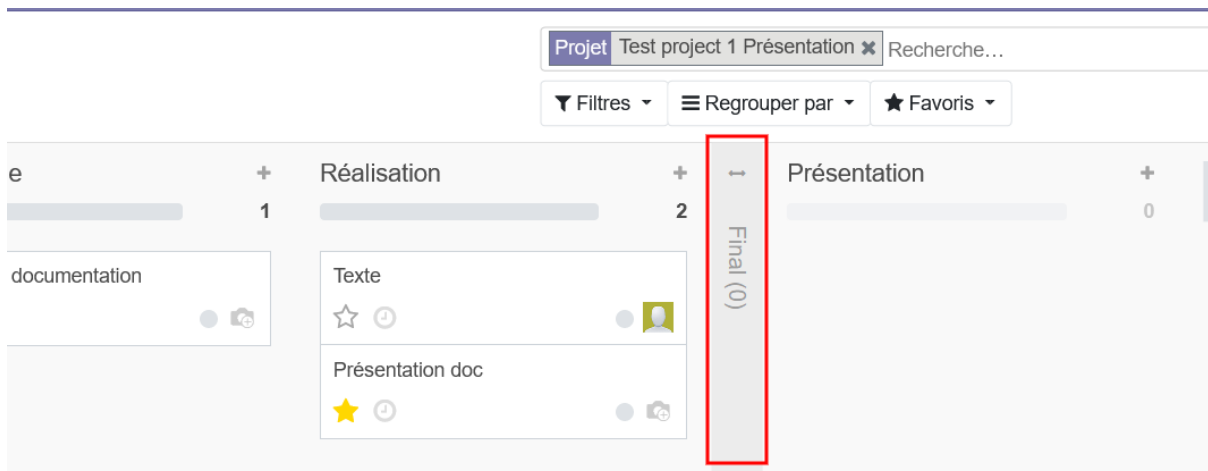 Projet Test project 1 Présentation Recherche...
Filtres Regrouper par Favoris
e Réalisation Présentation
1 2 0
Final (0)
documentation Texte
Présentation doc